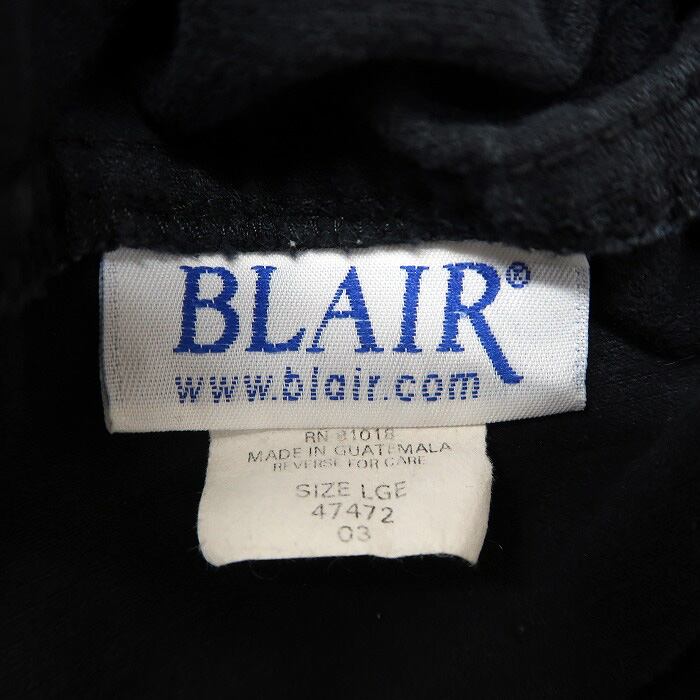 BLAIR®
www.blair.com
RN 81018
MADE IN GUATEMALA
REVERSE FOR CARE
SIZE LGE
47472
03